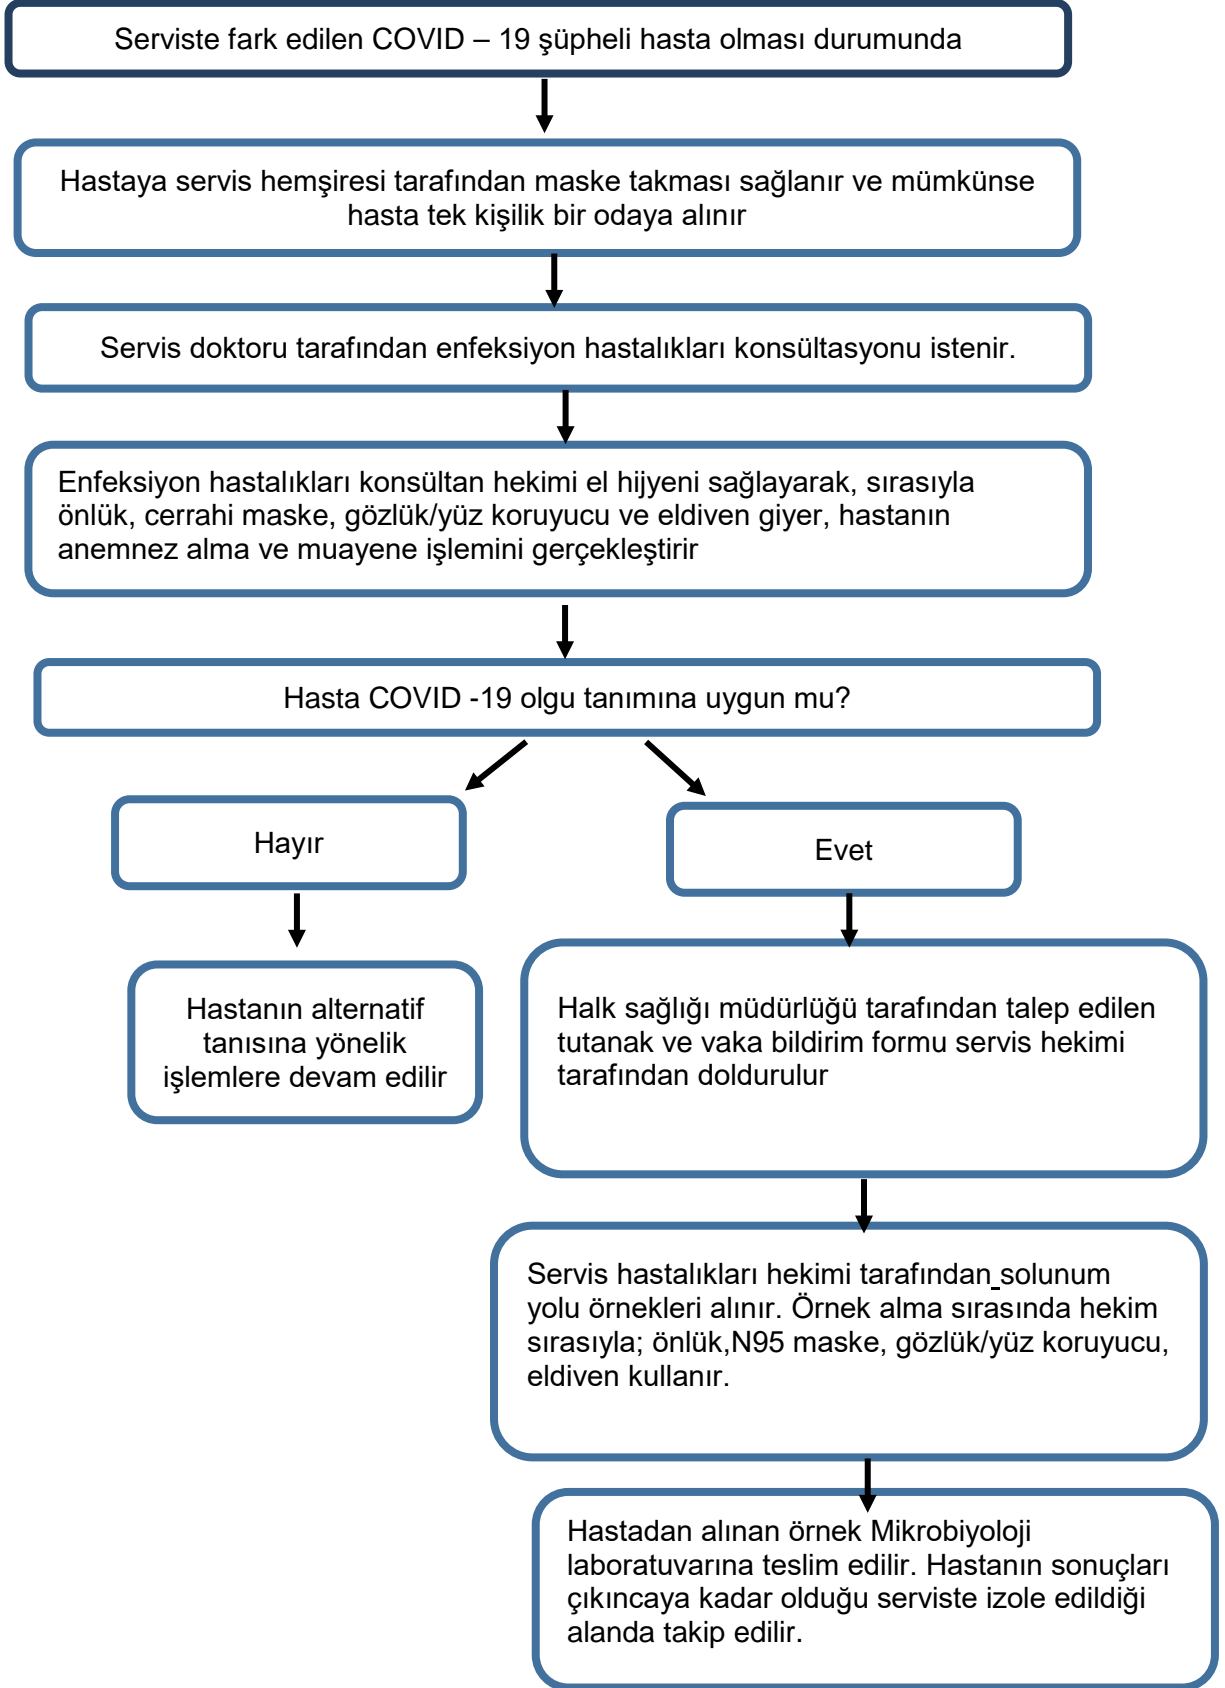 Serviste fark edilen COVID – 19 şüpheli hasta olması durumunda
Hastaya servis hemşiresi tarafından maske takması sağlanır ve mümkünse
hasta tek kişilik bir odaya alınır
Servis doktoru tarafından enfeksiyon hastalıkları konsültasyonu istenir.
Enfeksiyon hastalıkları konsültan hekimi el hijyeni sağlayarak, sırasıyla
önlük, cerrahi maske, gözlük/yüz koruyucu ve eldiven giyer, hastanın
anemnez alma ve muayene işlemini gerçekleştirir
Hasta COVID -19 olgu tanımına uygun mu?
Hayır
Evet
Hastanın alternatif
tanısına yönelik
işlemlere devam edilir
Halk sağlığı müdürlüğü tarafından talep edilen
tutanak ve vaka bildirim formu servis hekimi
tarafından doldurulur
Servis hastalıkları hekimi tarafından solunum
yolu örnekleri alınır. Örnek alma sırasında hekim
sırasıyla; önlük,N95 maske, gözlük/yüz koruyucu,
eldiven kullanır.
Hastadan alınan örnek Mikrobiyoloji
laboratuvarına teslim edilir. Hastanın sonuçları
çıkıncaya kadar olduğu serviste izole edildiği
alanda takip edilir.